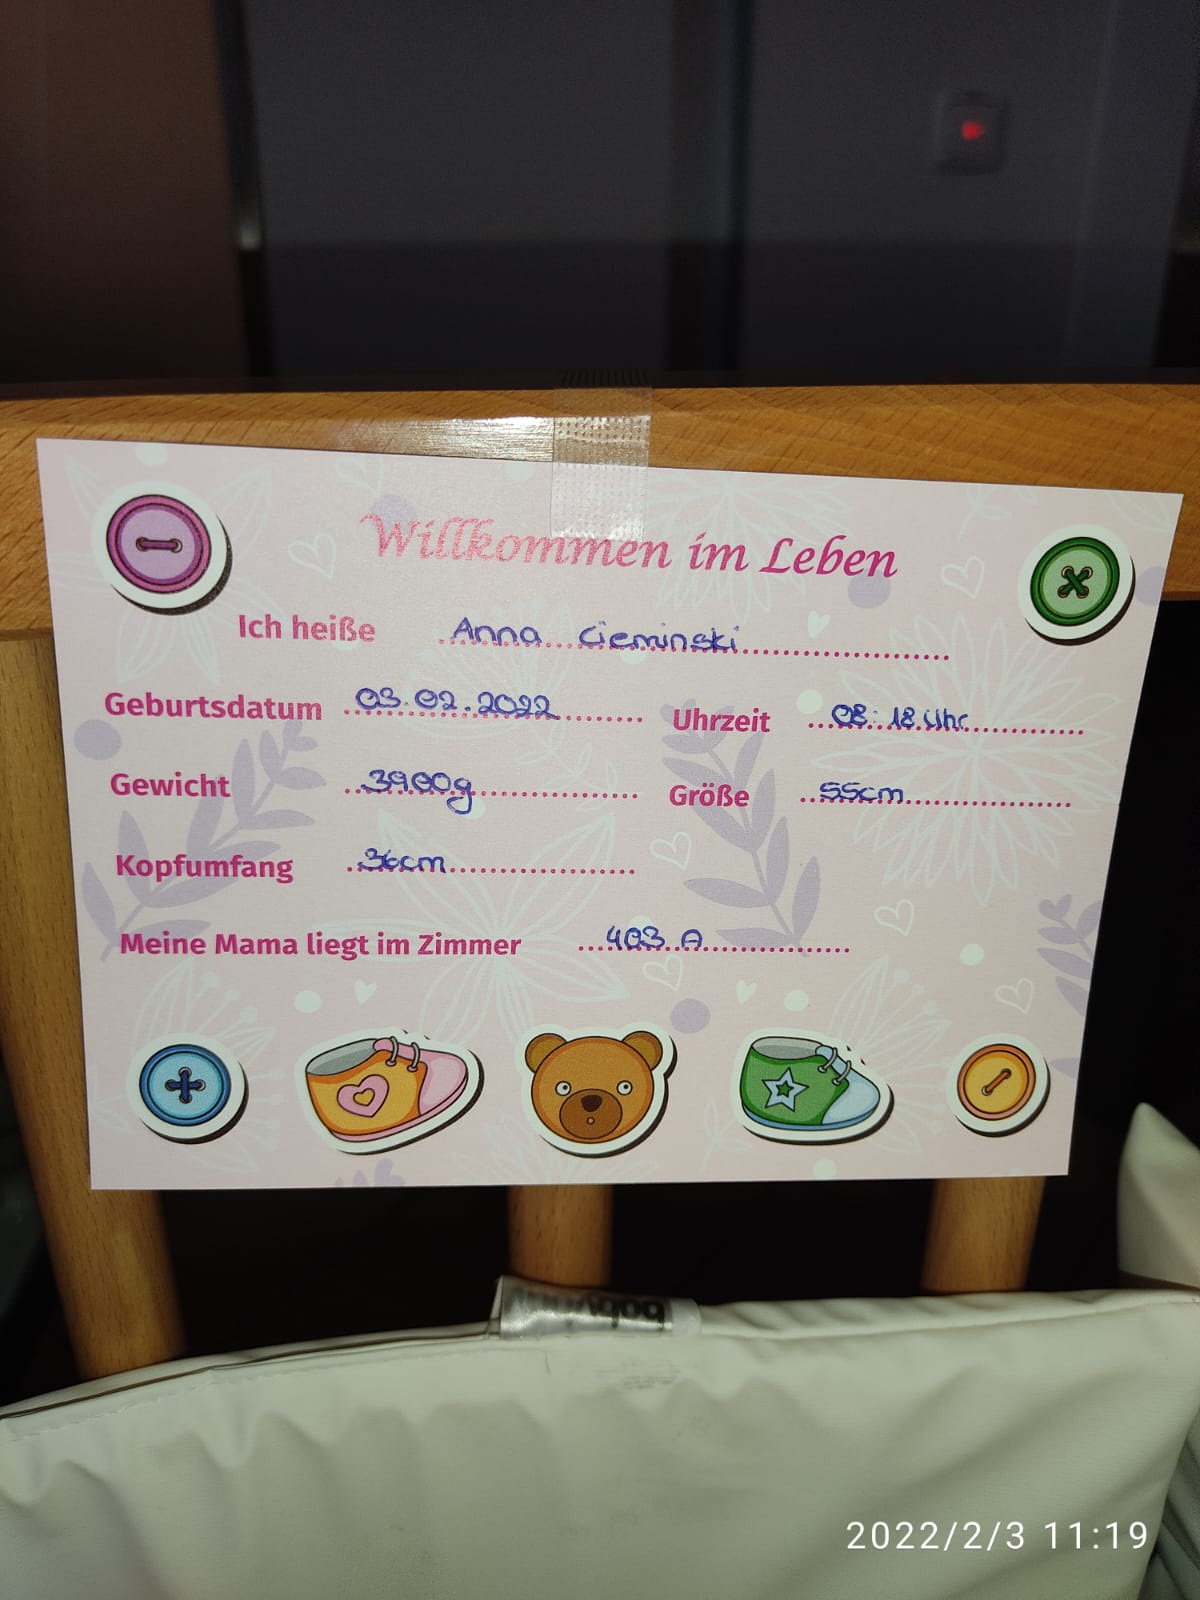 Willkommen im Leben
Ich heiße Anna Cieminski
Geburtsdatum 03.02.2022 Uhrzeit 08:18 Uhr
Gewicht 3900g Größe 55cm
Kopfumfang 36cm
Meine Mama liegt im Zimmer 403 A
2022/2/3 11:19